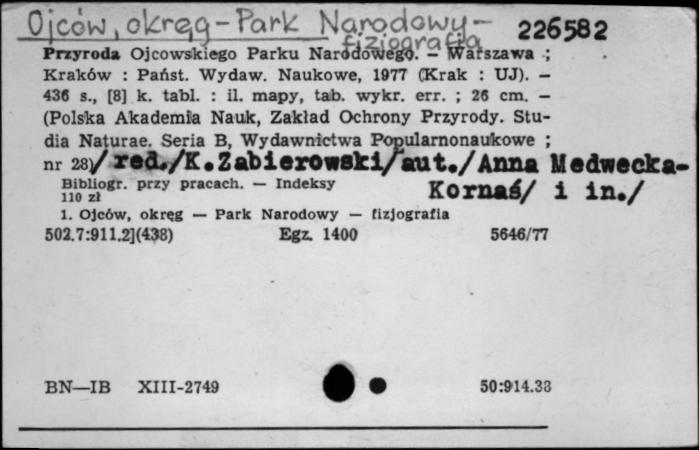 Ojców, okręg - Park Narodowy -
fizjografia
226582
Przyroda Ojcowskiego Parku Narodowego. — Warszawa ;
Kraków : Państ. Wydaw. Naukowe, 1977 (Krak : UJ). —
436 s., [8] k. tabl. : il. mapy, tab. wykr. err. ; 26 cm. —
(Polska Akademia Nauk, Zakład Ochrony Przyrody. Stu-
dia Naturae. Seria B, Wydawnictwa Popularnonaukowe ;
nr 28)/ red./K.Zabierowski/aut./Anna Medwecka-
Kornaś/ i in./
Bibliogr. przy pracach. — Indeksy
110 zł
1. Ojców, okręg — Park Narodowy — fizjografia
502.7:911.2](438) Egz. 1400 5646/77
BN—IB XIII-2749 50:914.38